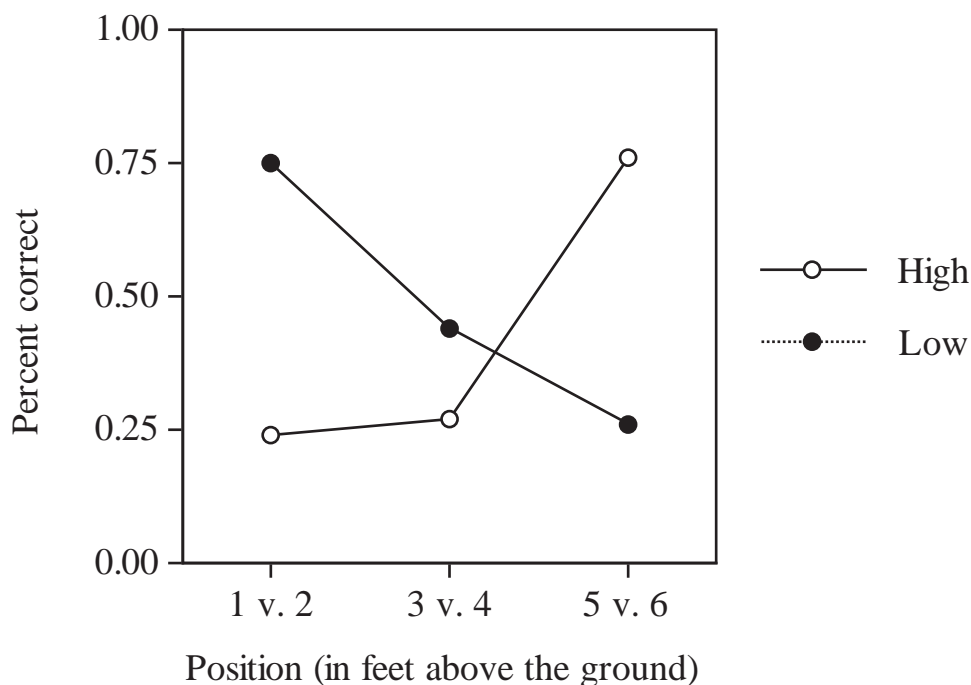 1.00
0.75
0.50
0.25
0.00
Percent correct
1 v. 2
3 v. 4
5 v. 6
Position (in feet above the ground)
High
Low